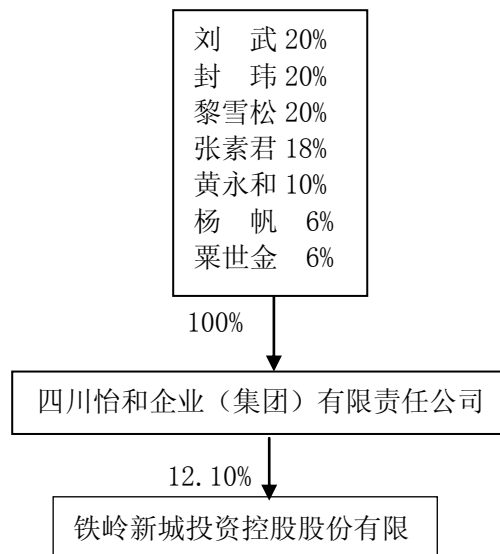 刘　武 20%
封　玮 20%
黎雪松 20%
张素君 18%
黄永和 10%
杨　帆　6%
粟世金　6%
100%
四川怡和企业（集团）有限责任公司
12.10%
铁岭新城投资控股股份有限